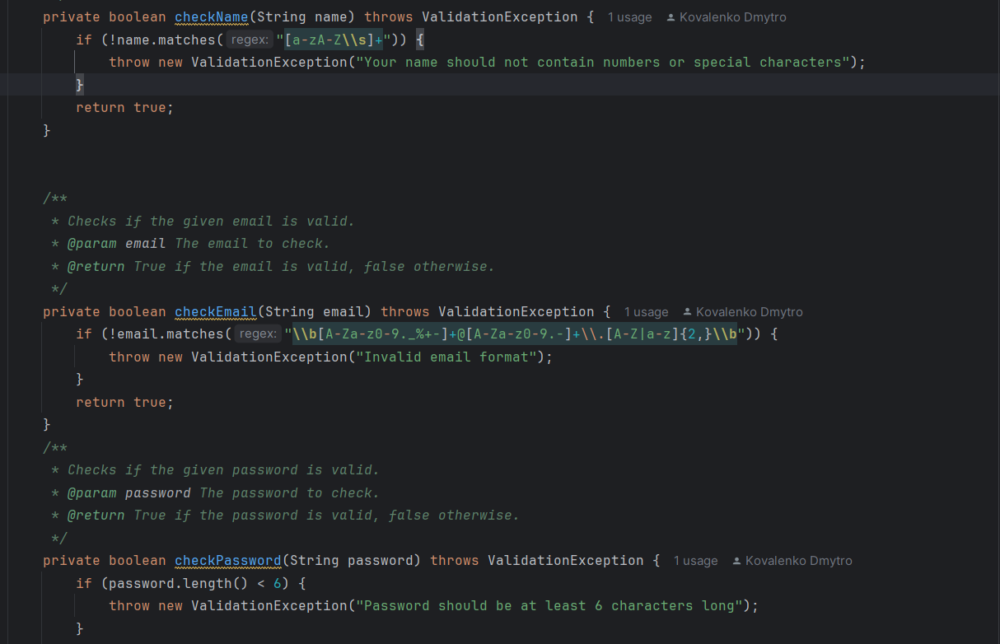 private boolean checkName(String name) throws ValidationException { 1 usage Kovalenko Dmytro
if (!name.matches( regex: "[a-zA-Z\\s]+")) {
throw new ValidationException("Your name should not contain numbers or special characters");
}
return true;
}
/**
* Checks if the given email is valid.
* @param email The email to check.
* @return True if the email is valid, false otherwise.
*/
private boolean checkEmail(String email) throws ValidationException { 1 usage Kovalenko Dmytro
if (!email.matches( regex: "\\b[A-Za-z0-9._%+-]+@[A-Za-z0-9.-]+\\.[A-Z|a-z]{2,}\\b")) {
throw new ValidationException("Invalid email format");
}
return true;
}
/**
* Checks if the given password is valid.
* @param password The password to check.
* @return True if the password is valid, false otherwise.
*/
private boolean checkPassword(String password) throws ValidationException { 1 usage Kovalenko Dmytro
if (password.length() < 6) {
throw new ValidationException("Password should be at least 6 characters long");
}